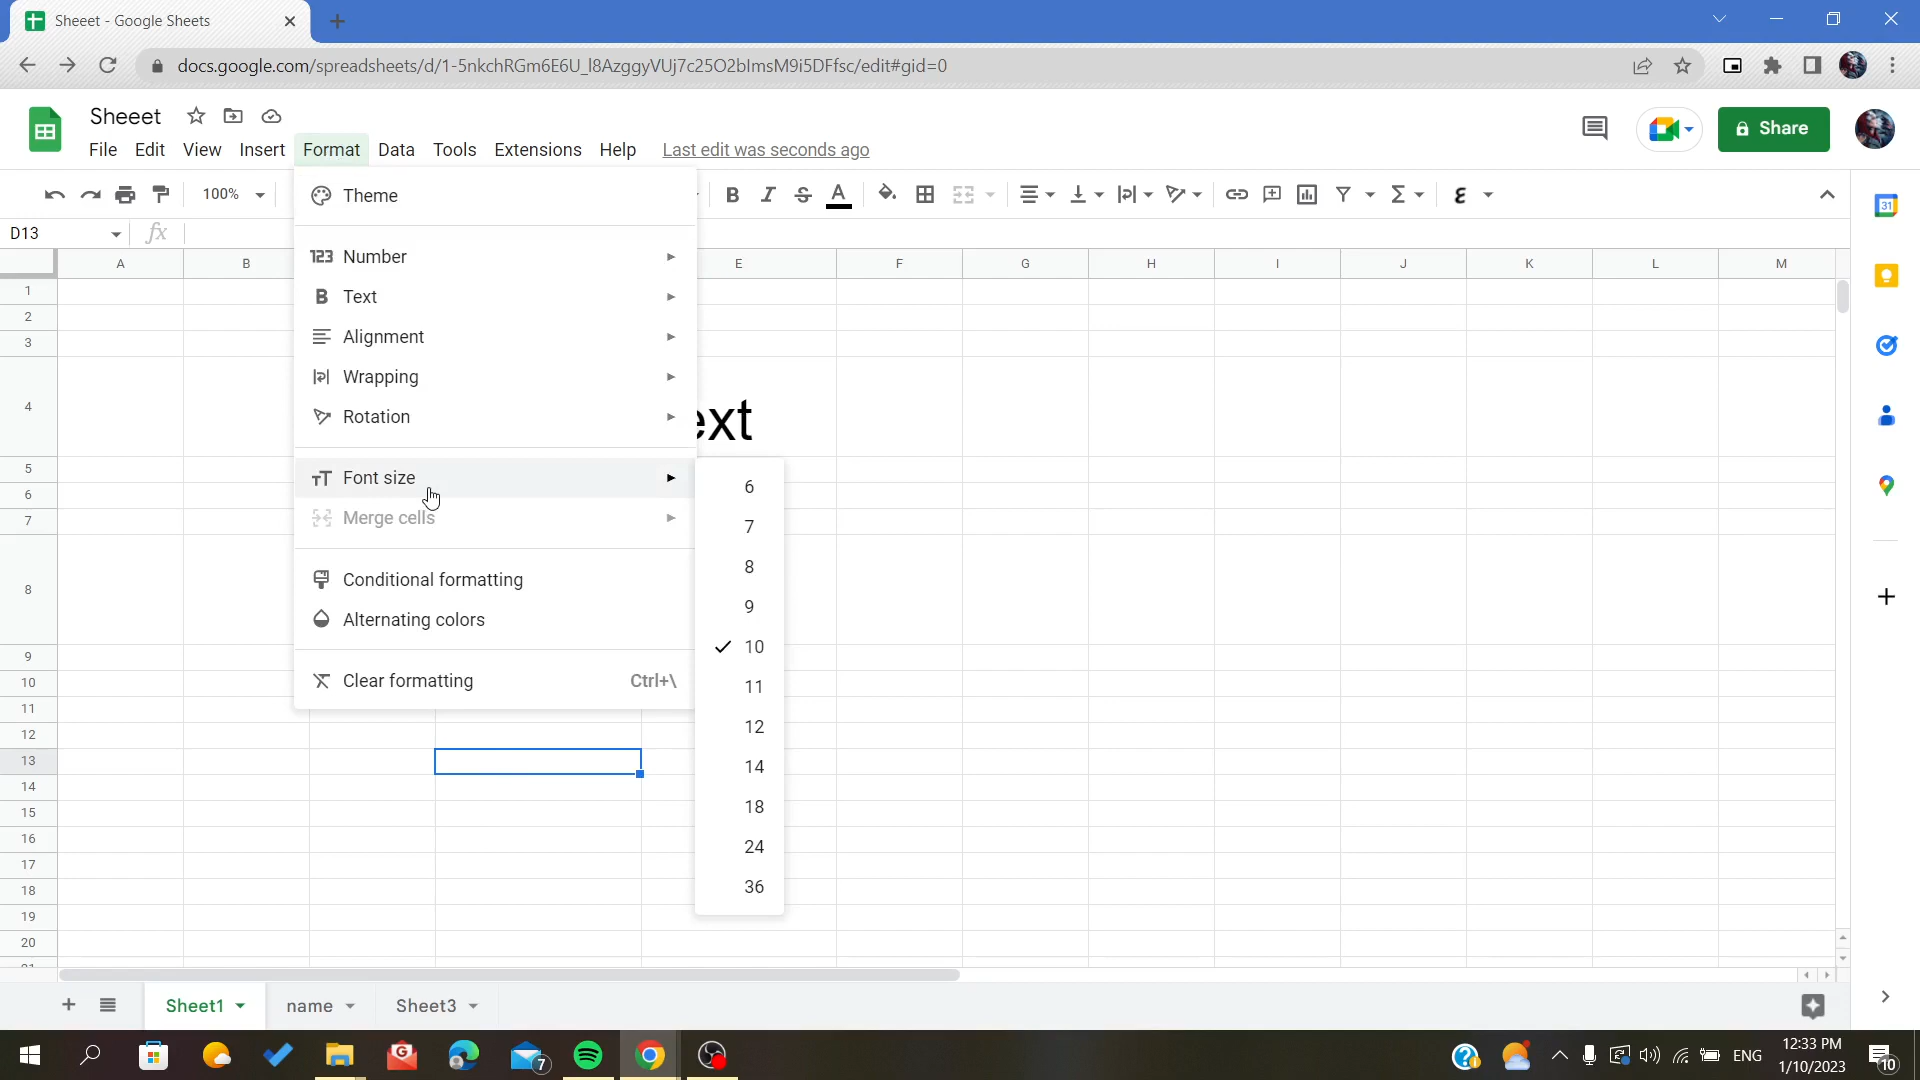 Sheeet - Google Sheets
docs.google.com/spreadsheets/d/1-5nkchRGm6E6U_l8AzggyVUj7c25O2bImsM9i5DFfsc/edit#gid=0
Sheeet
File Edit View Insert Format Data Tools Extensions Help Last edit was seconds ago
Share
100%
D13
A B E F G H I J K L M
Theme
123 Number
Text
Alignment
Wrapping
Rotation
Font size
Merge cells
Conditional formatting
Alternating colors
Clear formatting Ctrl+\
ext
6
7
8
9
10
11
12
14
18
24
36
1
2
3
4
5
6
7
8
9
10
11
12
13
14
15
16
17
18
19
20
Sheet1 name Sheet3
7
ENG
12:33 PM
1/10/2023
10
31